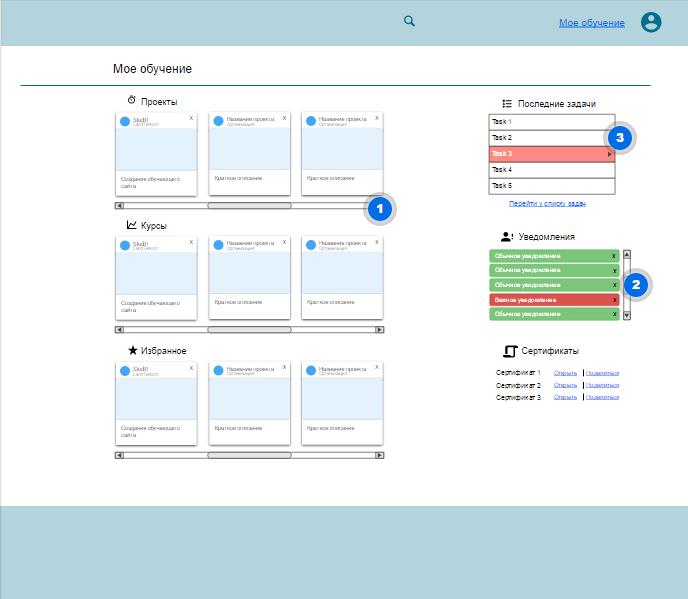 Мое обучение
Мое обучение
Проекты
StudIT
LandTelkom
x
Название проекта
Организация
x
Название проекта
Организация
x
Создание обучающего
сайта
Краткое описание
Краткое описание
1
Курсы
StudIT
x
Название проекта
Организация
x
Название проекта
Организация
x
Создание обучающего
сайта
Краткое описание
Краткое описание
Избранное
StudIT
x
Название проекта
Организация
x
Название проекта
Организация
x
Создание обучающего
сайта
Краткое описание
Краткое описание
Последние задачи
Task 1
Task 2
Task 3
Task 4
Task 5
3
Перейти у списку задач
Уведомления
Обычное уведомление x
Обычное уведомление x
Обычное уведомление x
Важное уведомление x
Обычное уведомление x
2
Сертификаты
Сертификат 1 Открыть | Поделиться
Сертификат 2 Открыть | Поделиться
Сертификат 3 Открыть | Поделиться